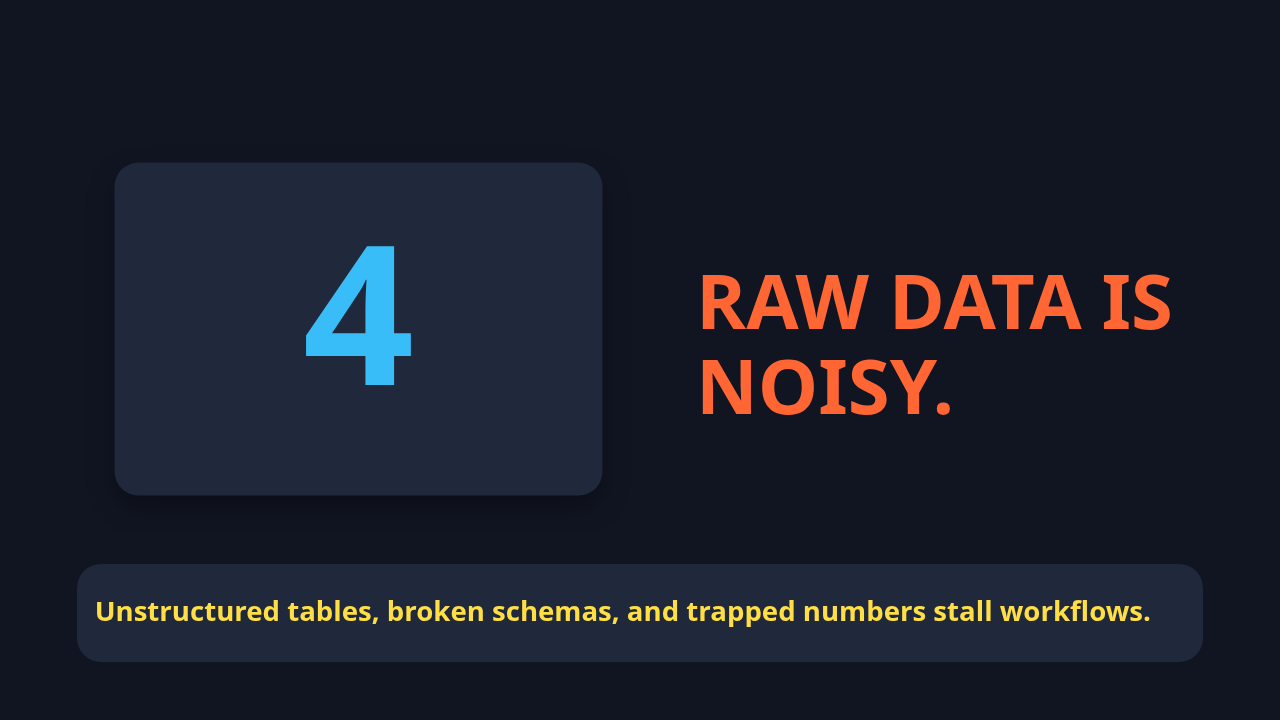 4
RAW DATA IS
NOISY.
Unstructured tables, broken schemas, and trapped numbers stall workflows.